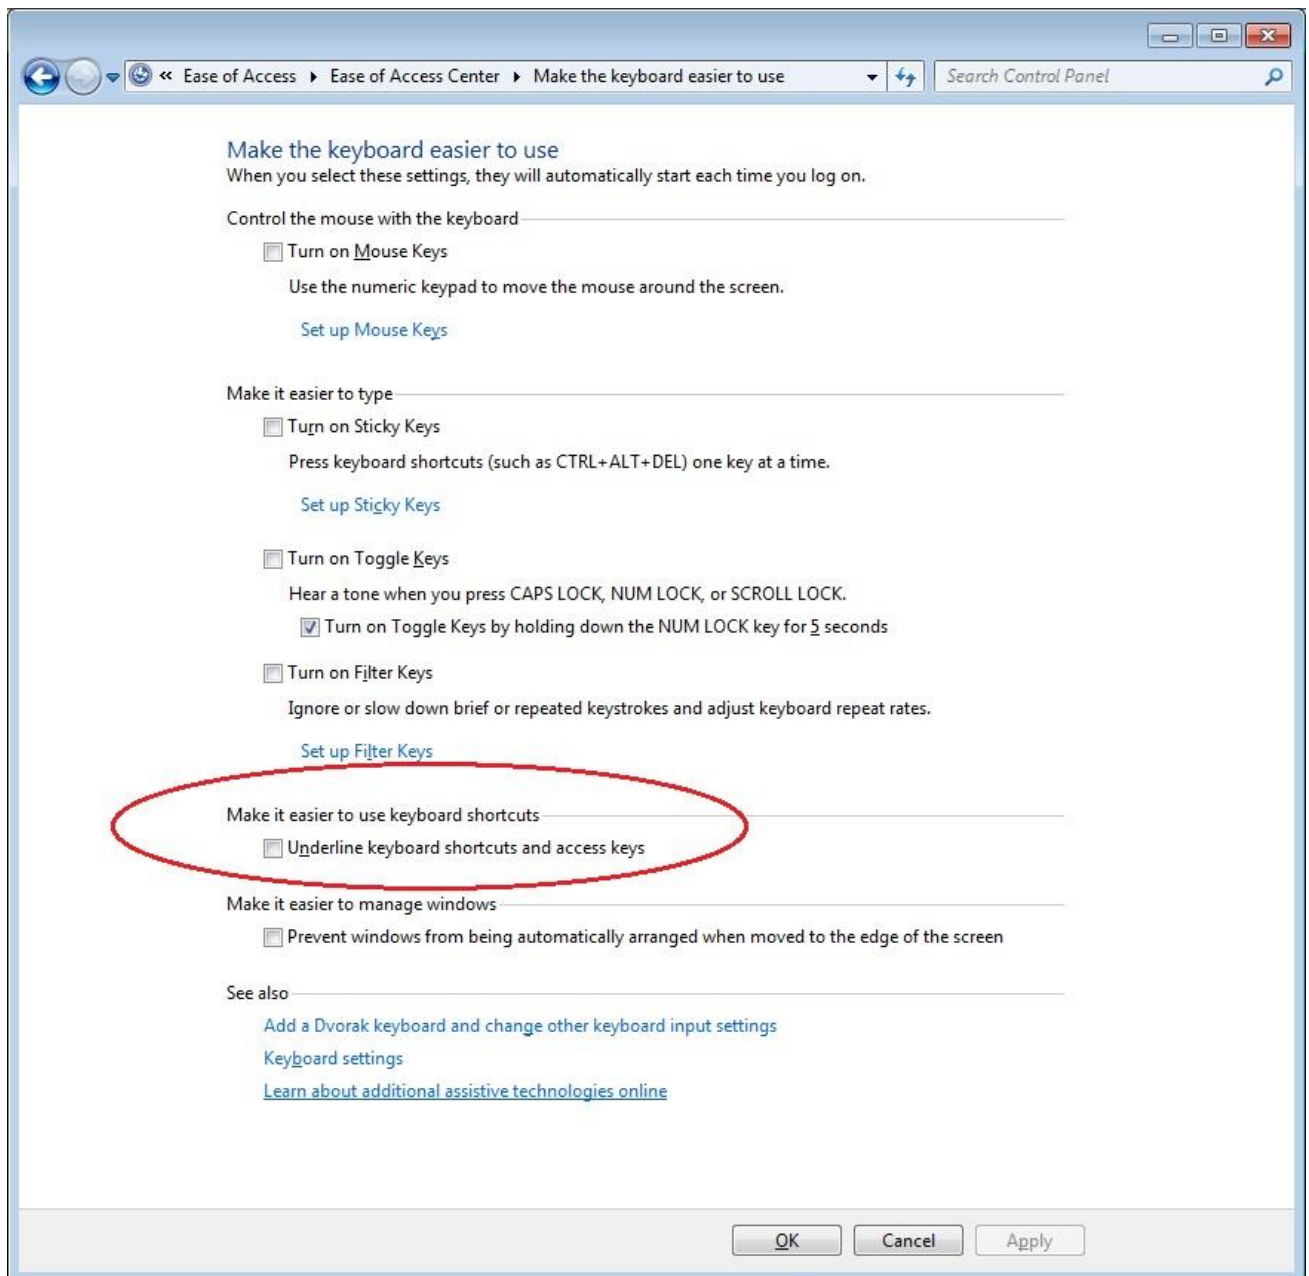 « Ease of Access ▸ Ease of Access Center ▸ Make the keyboard easier to use
Search Control Panel
Make the keyboard easier to use
When you select these settings, they will automatically start each time you log on.
Control the mouse with the keyboard
Turn on Mouse Keys
Use the numeric keypad to move the mouse around the screen.
Set up Mouse Keys
Make it easier to type
Turn on Sticky Keys
Press keyboard shortcuts (such as CTRL+ALT+DEL) one key at a time.
Set up Sticky Keys
Turn on Toggle Keys
Hear a tone when you press CAPS LOCK, NUM LOCK, or SCROLL LOCK.
Turn on Toggle Keys by holding down the NUM LOCK key for 5 seconds
Turn on Filter Keys
Ignore or slow down brief or repeated keystrokes and adjust keyboard repeat rates.
Set up Filter Keys
Make it easier to use keyboard shortcuts
Underline keyboard shortcuts and access keys
Make it easier to manage windows
Prevent windows from being automatically arranged when moved to the edge of the screen
See also
Add a Dvorak keyboard and change other keyboard input settings
Keyboard settings
Learn about additional assistive technologies online
OK Cancel Apply